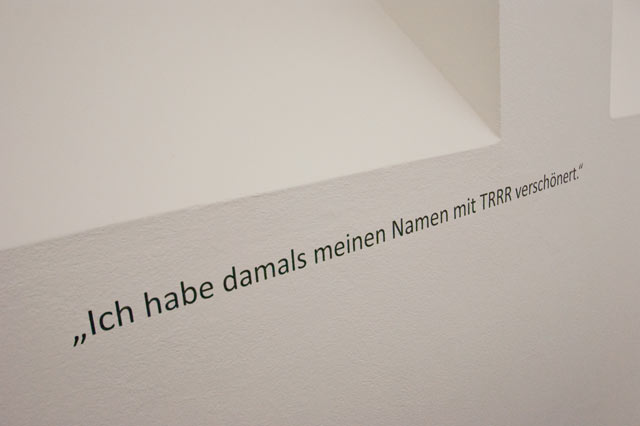 „Ich habe damals meinen Namen mit TRRR verschönert.“